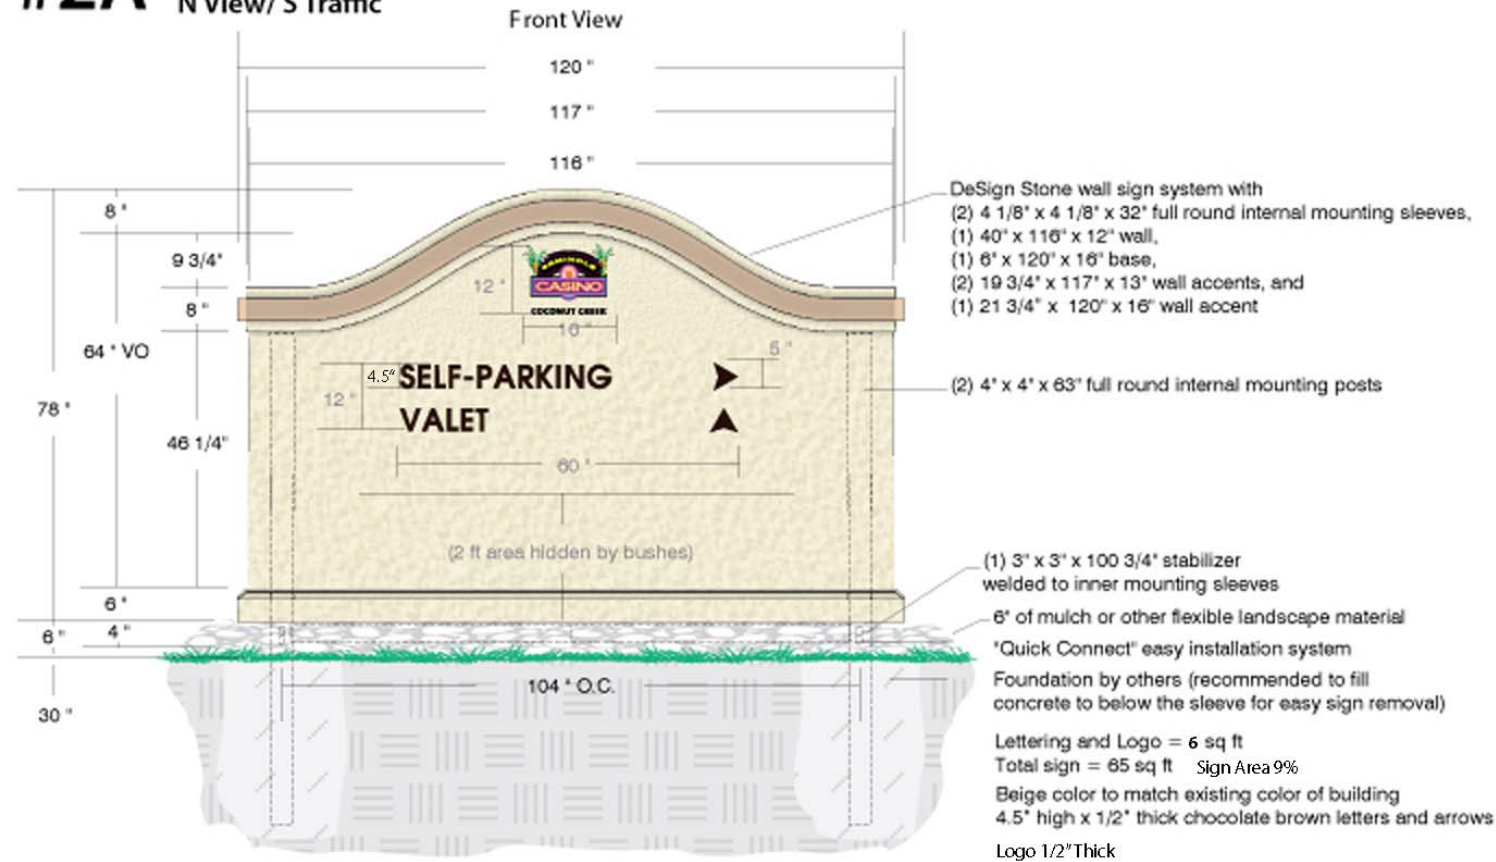 #2A N View/ S Traffic
Front View
120 "
117 "
116 "
8 "
9 3/4"
8 "
64 " VO
78 "
46 1/4"
6 "
4 "
6 "
30 "
12 "
SEMINOLE
CASINO
COCONUT CREEK
16 "
5 "
4.5" SELF-PARKING
12 "
VALET
60 "
(2 ft area hidden by bushes)
104 " O.C.
DeSign Stone wall sign system with
(2) 4 1/8" x 4 1/8" x 32" full round internal mounting sleeves,
(1) 40" x 116" x 12" wall,
(1) 6" x 120" x 16" base,
(2) 19 3/4" x 117" x 13" wall accents, and
(1) 21 3/4" x 120" x 16" wall accent
(2) 4" x 4" x 63" full round internal mounting posts
(1) 3" x 3" x 100 3/4" stabilizer
welded to inner mounting sleeves
6" of mulch or other flexible landscape material
"Quick Connect" easy installation system
Foundation by others (recommended to fill
concrete to below the sleeve for easy sign removal)
Lettering and Logo = 6 sq ft
Total sign = 65 sq ft Sign Area 9%
Beige color to match existing color of building
4.5" high x 1/2" thick chocolate brown letters and arrows
Logo 1/2" Thick